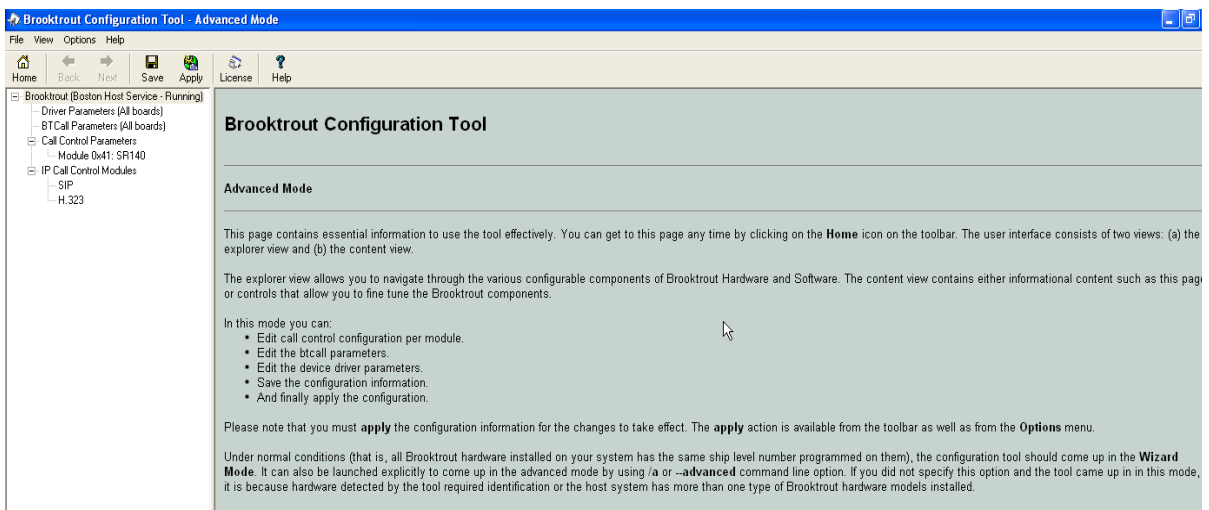 Brooktrout Configuration Tool - Advanced Mode
File View Options Help
Home Back Next Save Apply License Help
Brooktrout (Boston Host Service - Running)
Driver Parameters (All boards)
BTCall Parameters (All boards)
Call Control Parameters
Module 0x41: SR140
IP Call Control Modules
SIP
H.323
Brooktrout Configuration Tool
Advanced Mode
This page contains essential information to use the tool effectively. You can get to this page any time by clicking on the Home icon on the toolbar. The user interface consists of two views: (a) the
explorer view and (b) the content view.
The explorer view allows you to navigate through the various configurable components of Brooktrout Hardware and Software. The content view contains either informational content such as this page
or controls that allow you to fine tune the Brooktrout components.
In this mode you can:
• Edit call control configuration per module.
• Edit the btcall parameters.
• Edit the device driver parameters.
• Save the configuration information.
• And finally apply the configuration.
Please note that you must apply the configuration information for the changes to take effect. The apply action is available from the toolbar as well as from the Options menu.
Under normal conditions (that is, all Brooktrout hardware installed on your system has the same ship level number programmed on them), the configuration tool should come up in the Wizard
Mode. It can also be launched explicitly to come up in the advanced mode by using /a or --advanced command line option. If you did not specify this option and the tool came up in in this mode,
it is because hardware detected by the tool required identification or the host system has more than one type of Brooktrout hardware models installed.